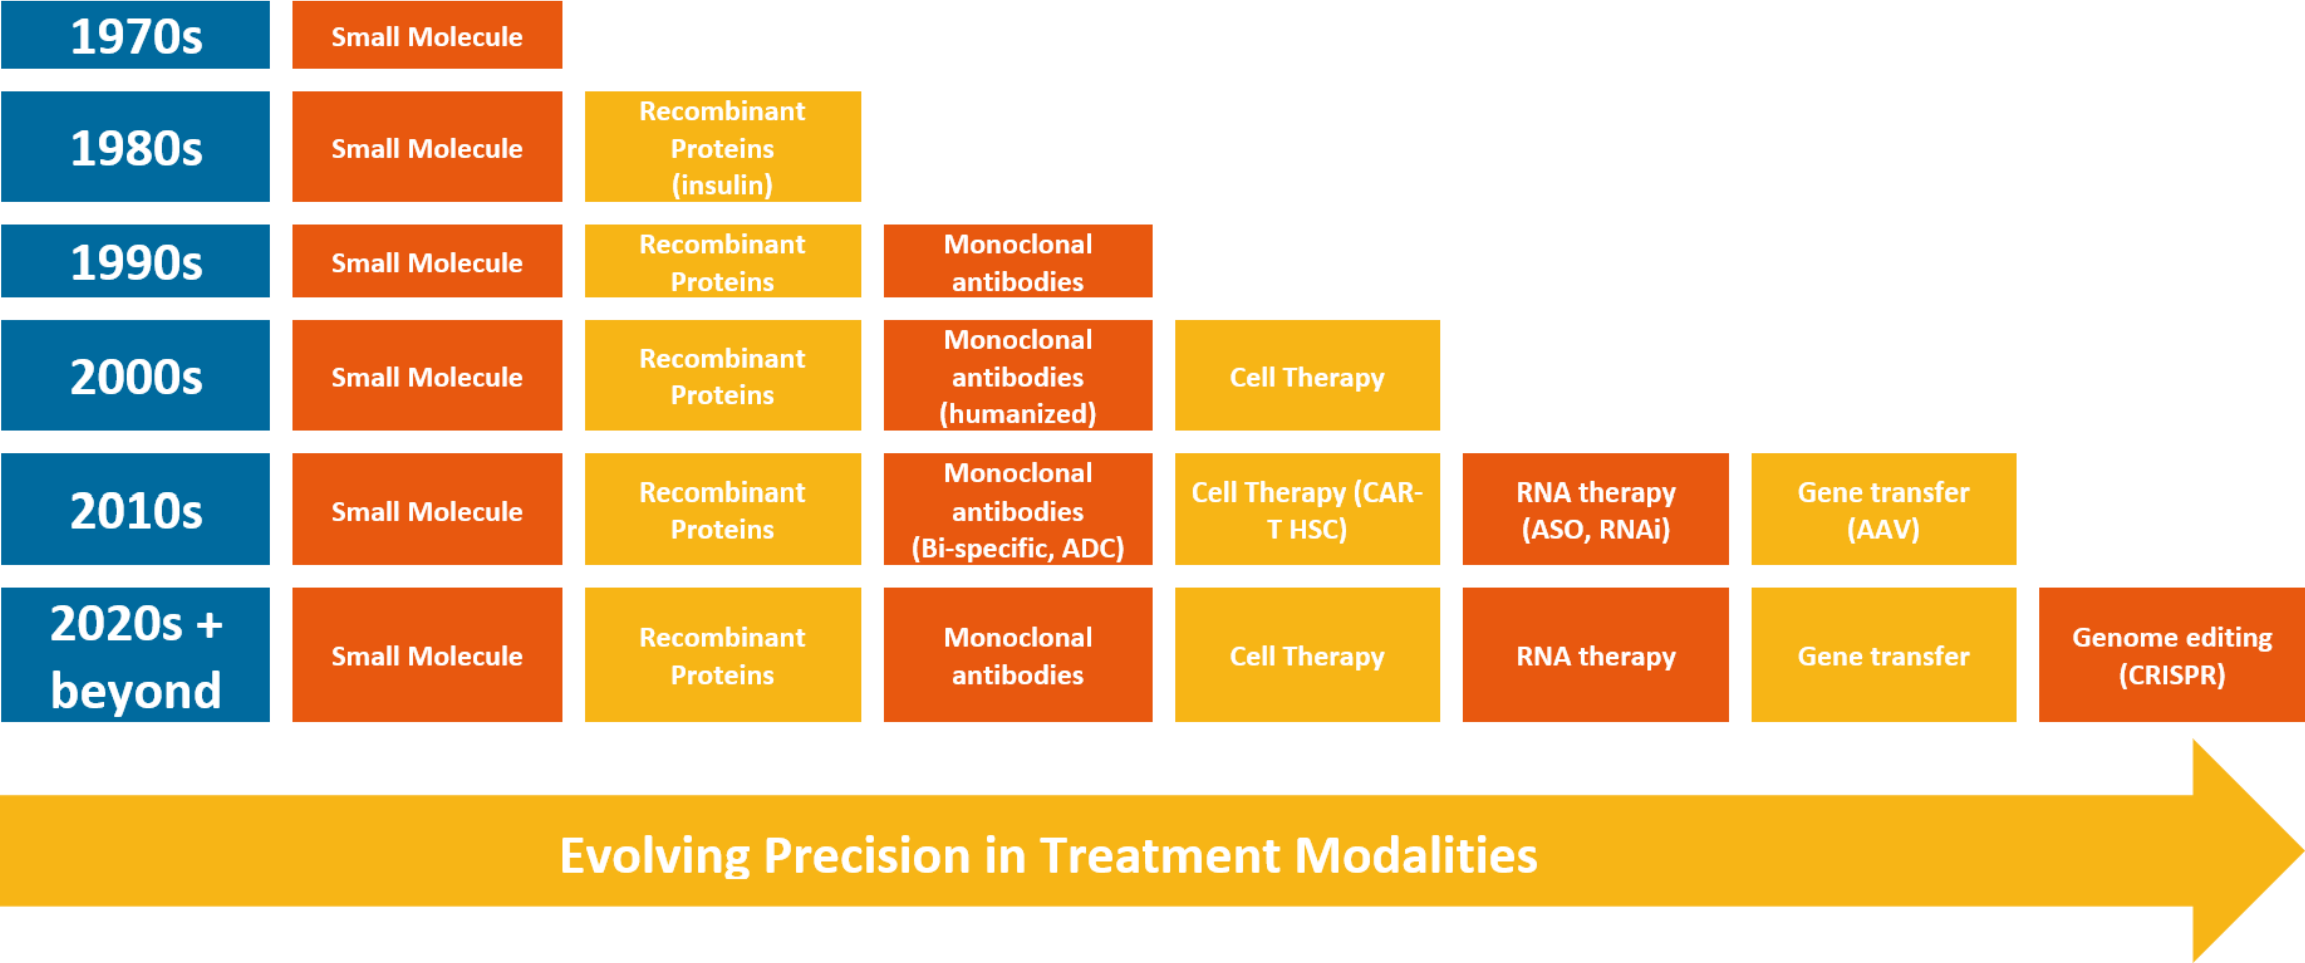 1970s
Small Molecule
1980s
Small Molecule
Recombinant
Proteins
(insulin)
1990s
Small Molecule
Recombinant
Proteins
Monoclonal
antibodies
2000s
Small Molecule
Recombinant
Proteins
Monoclonal
antibodies
(humanized)
Cell Therapy
2010s
Small Molecule
Recombinant
Proteins
Monoclonal
antibodies
(Bi-specific, ADC)
Cell Therapy (CAR-
T HSC)
RNA therapy
(ASO, RNAi)
Gene transfer
(AAV)
2020s +
beyond
Small Molecule
Recombinant
Proteins
Monoclonal
antibodies
Cell Therapy
RNA therapy
Gene transfer
Genome editing
(CRISPR)
Evolving Precision in Treatment Modalities